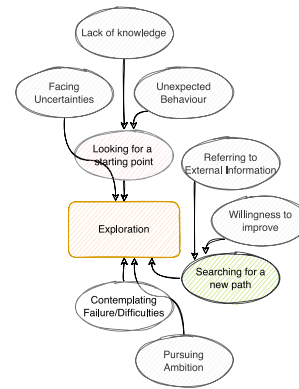 Lack of knowledge
Facing
Uncertainties
Unexpected
Behaviour
Looking for a
starting point
Referring to
External Information
Willingness to
improve
Exploration
Searching for a
new path
Contemplating
Failure/Difficulties
Pursuing
Ambition